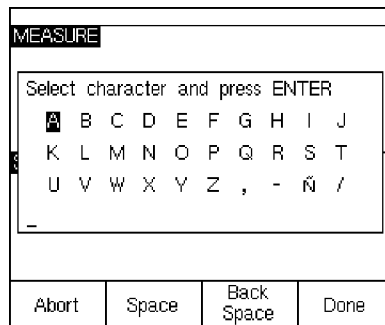 MEASURE
Select character and press ENTER
A B C D E F G H I J
K L M N O P Q R S T
U V W X Y Z , - Ñ /
_
Abort Space Back Space Done